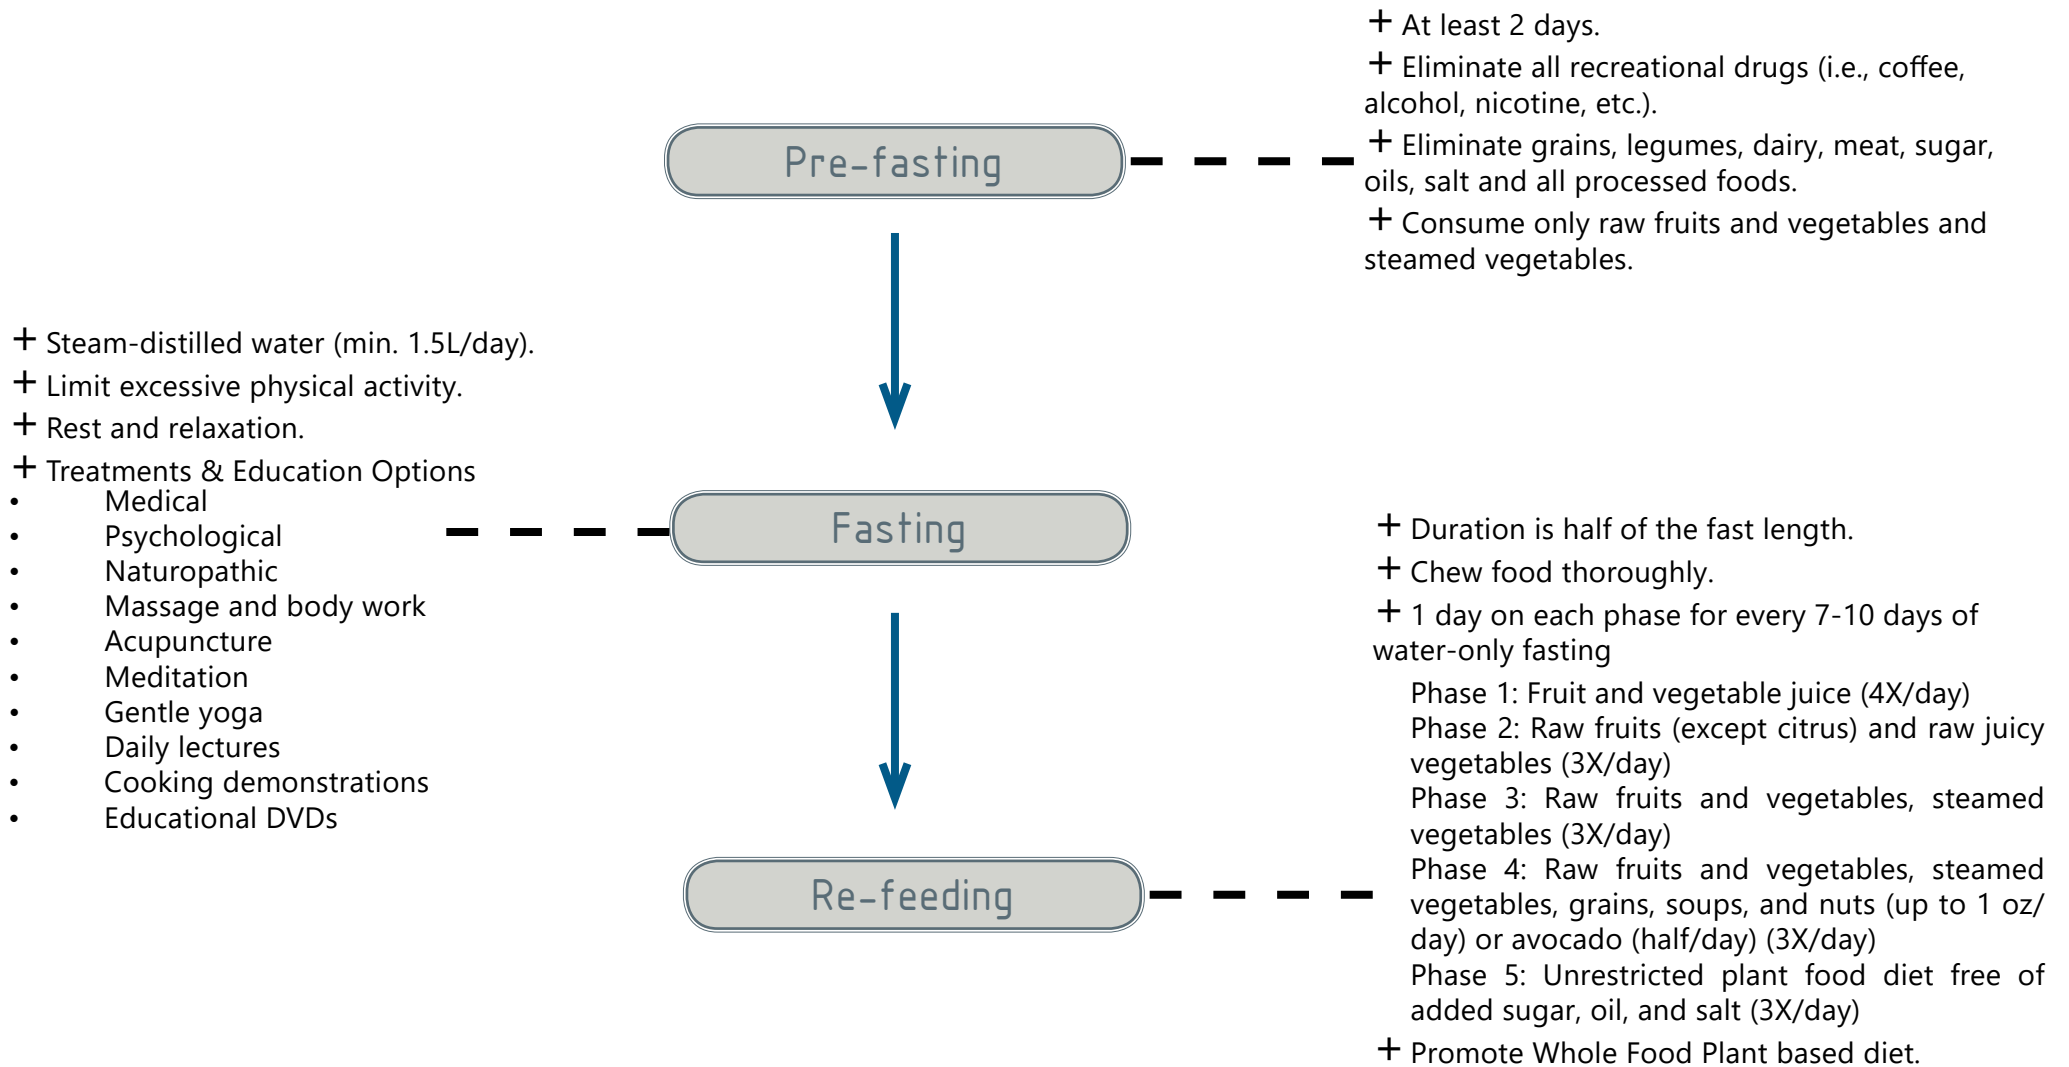 + At least 2 days.
+ Eliminate all recreational drugs (i.e., coffee,
alcohol, nicotine, etc.).
+ Eliminate grains, legumes, dairy, meat, sugar,
oils, salt and all processed foods.
+ Consume only raw fruits and vegetables and
steamed vegetables.
Pre-fasting
+ Steam-distilled water (min. 1.5L/day).
+ Limit excessive physical activity.
+ Rest and relaxation.
+ Treatments & Education Options
• Medical
• Psychological
• Naturopathic
• Massage and body work
• Acupuncture
• Meditation
• Gentle yoga
• Daily lectures
• Cooking demonstrations
• Educational DVDs
Fasting
+ Duration is half of the fast length.
+ Chew food thoroughly.
+ 1 day on each phase for every 7-10 days of
water-only fasting
Phase 1: Fruit and vegetable juice (4X/day)
Phase 2: Raw fruits (except citrus) and raw juicy
vegetables (3X/day)
Phase 3: Raw fruits and vegetables, steamed
vegetables (3X/day)
Phase 4: Raw fruits and vegetables, steamed
vegetables, grains, soups, and nuts (up to 1 oz/
day) or avocado (half/day) (3X/day)
Phase 5: Unrestricted plant food diet free of
added sugar, oil, and salt (3X/day)
+ Promote Whole Food Plant based diet.
Re-feeding